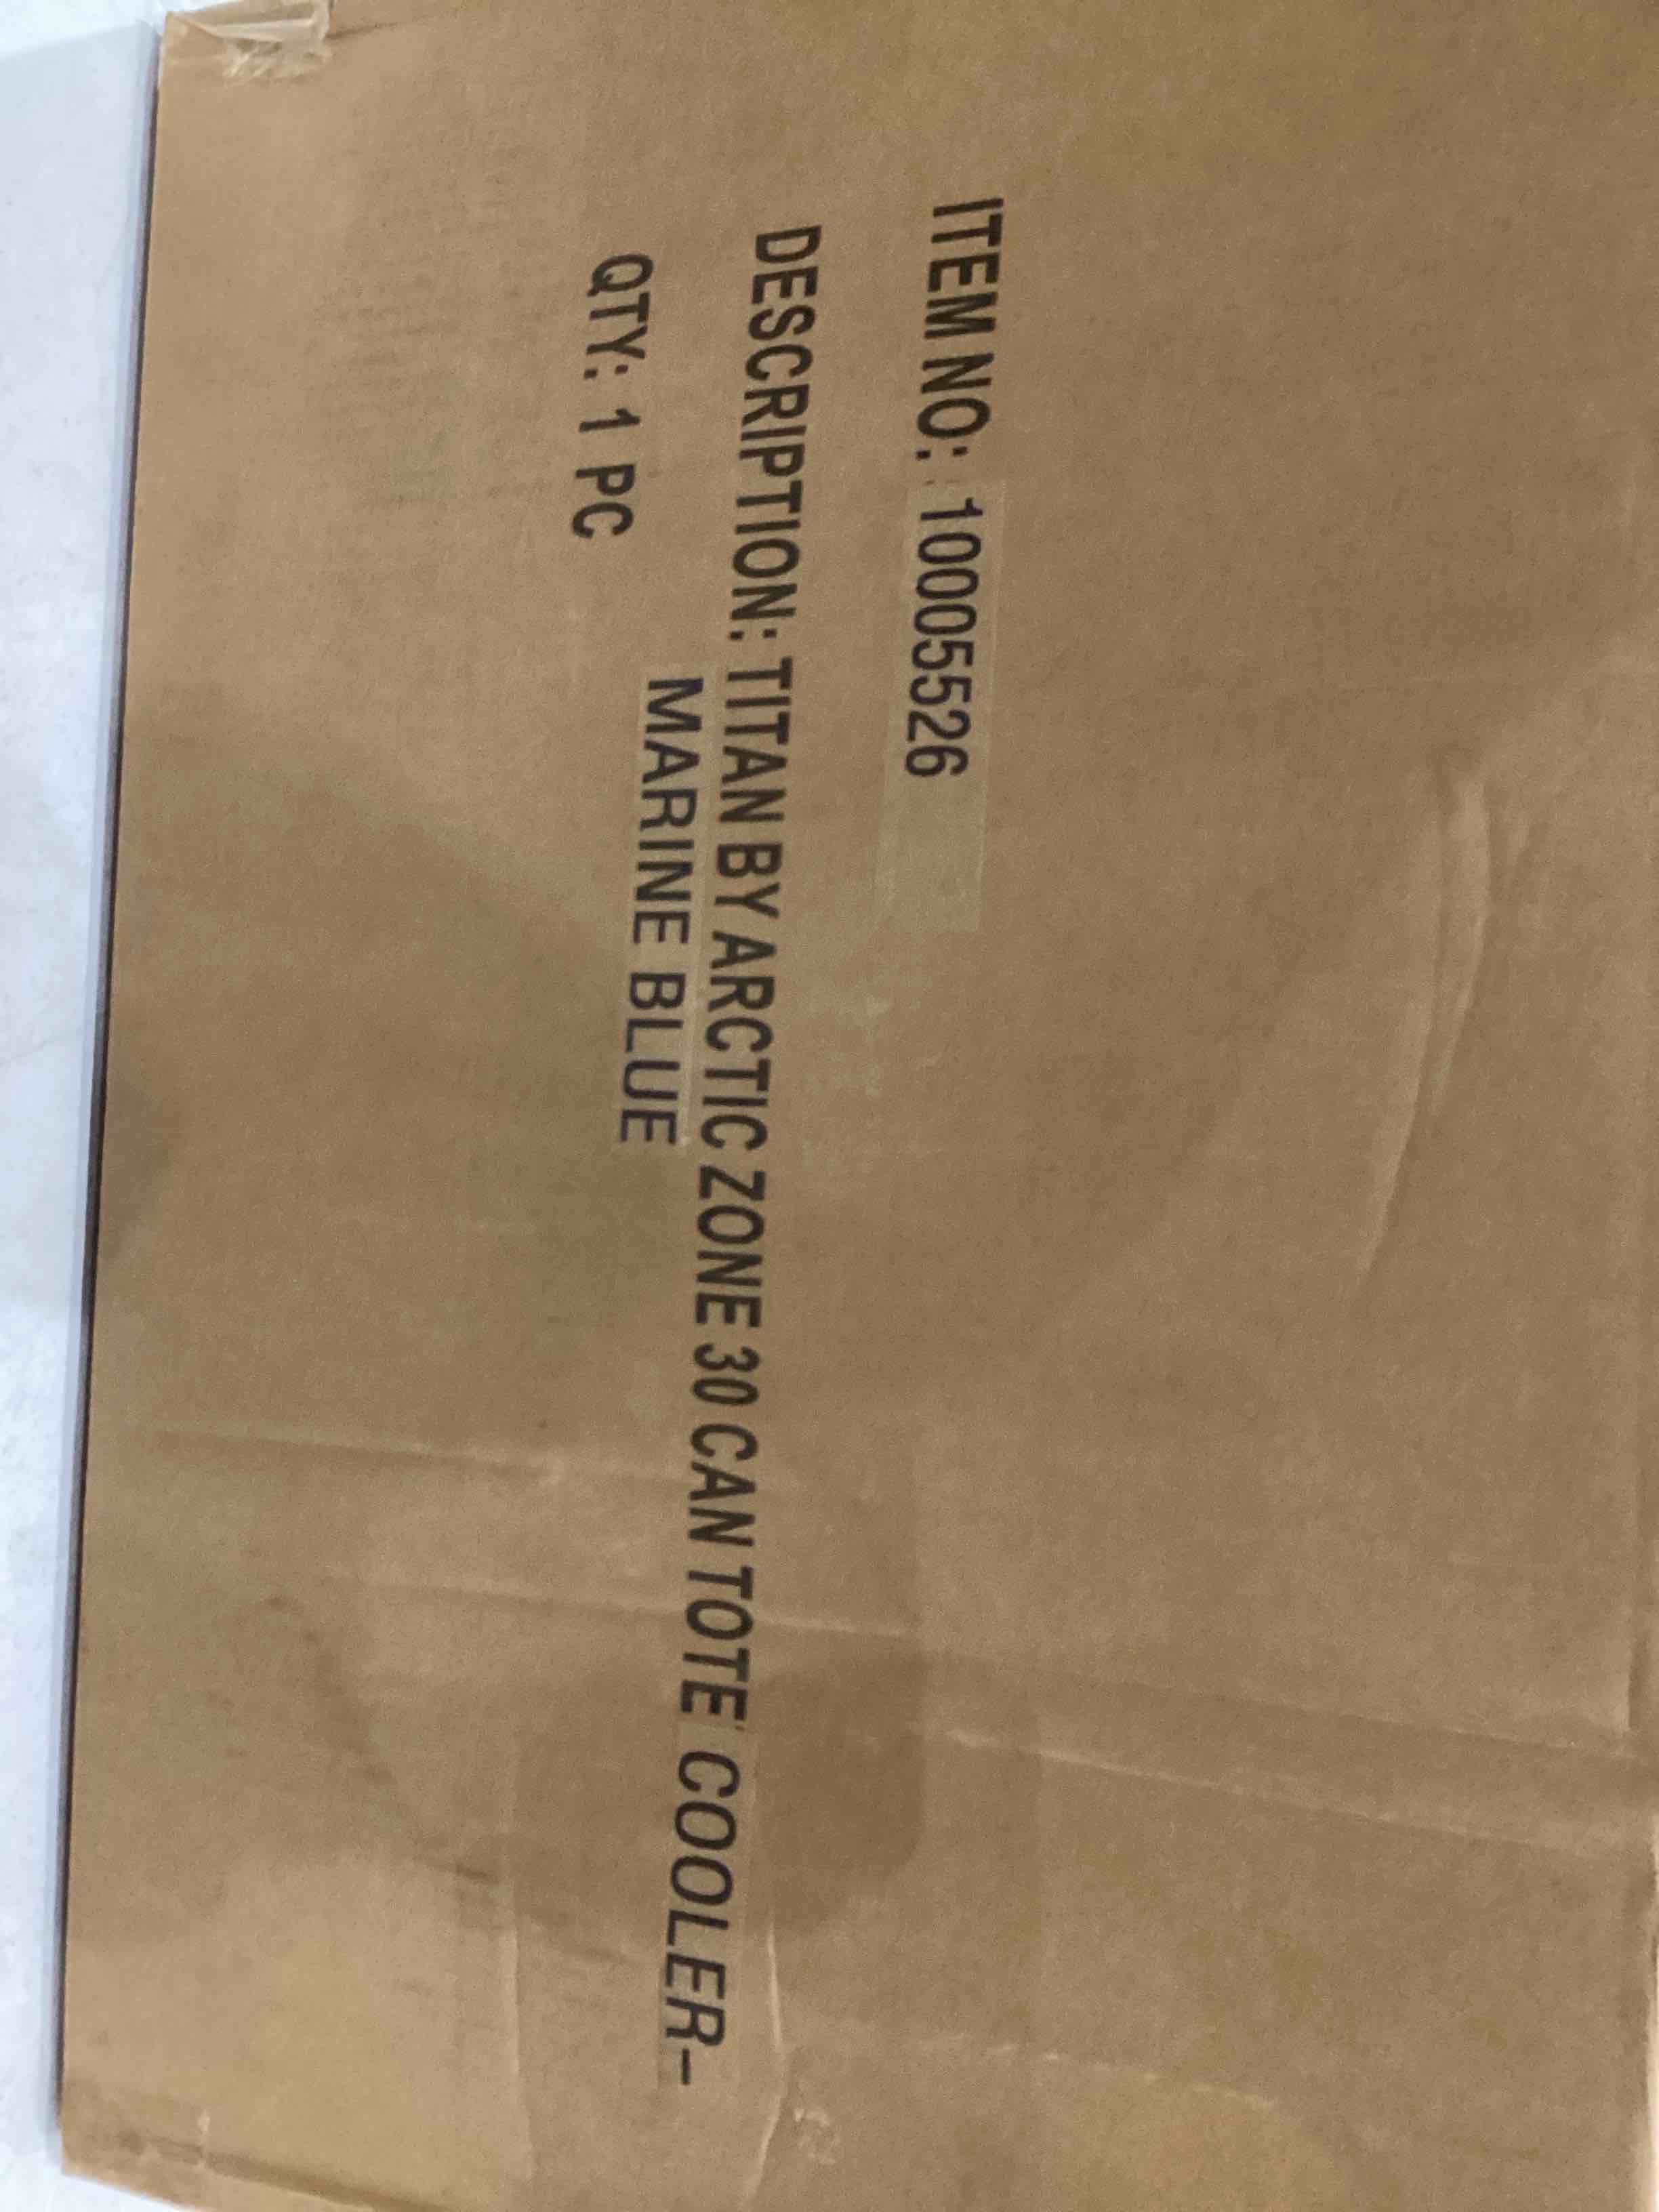 ITEM NO: 10005526
DESCRIPTION: TITAN BY ARCTIC ZONE 30 CAN TOTE COOLER-
MARINE BLUE
QTY: 1 PC